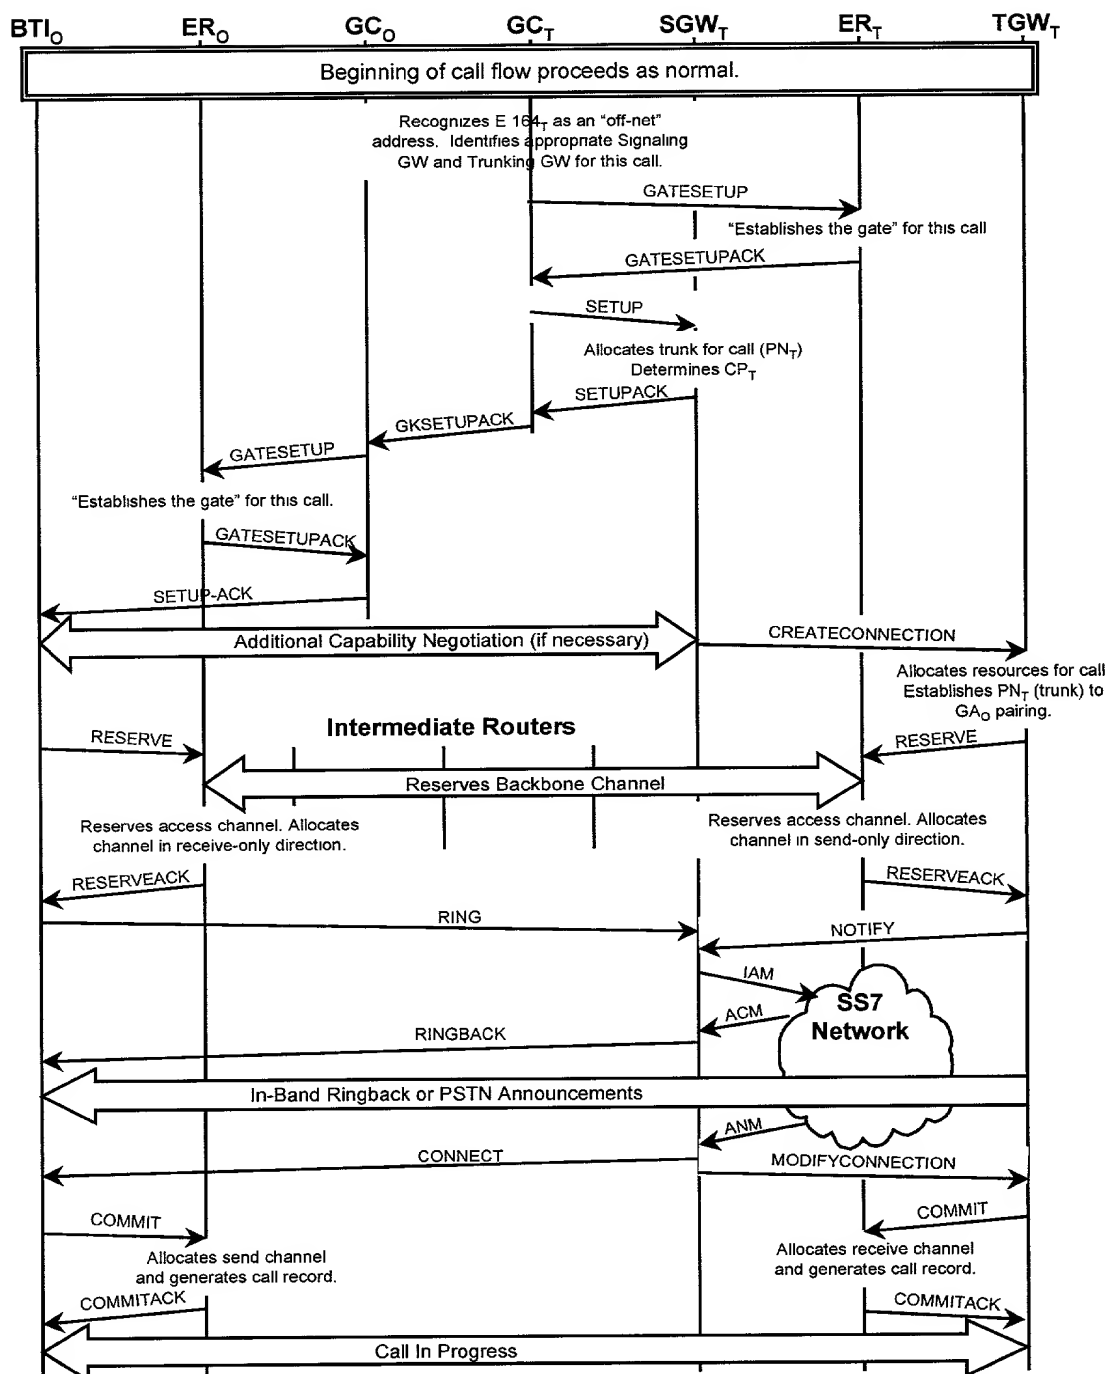 BTIO ERO GCO GCT SGWT ERT TGWT
Beginning of call flow proceeds as normal.
Recognizes E 164T as an "off-net"
address. Identifies appropriate Signaling
GW and Trunking GW for this call.
GATESETUP
"Establishes the gate" for this call
GATESETUPACK
SETUP
Allocates trunk for call (PNT)
Determines CPT
SETUPACK
GKSETUPACK
GATESETUP
"Establishes the gate" for this call.
GATESETUPACK
SETUP-ACK
Additional Capability Negotiation (if necessary)
CREATECONNECTION
Allocates resources for call
Establishes PNT (trunk) to
GAO pairing.
Intermediate Routers
RESERVE
RESERVE
Reserves Backbone Channel
Reserves access channel. Allocates
channel in receive-only direction.
Reserves access channel. Allocates
channel in send-only direction.
RESERVEACK
RESERVEACK
RING
NOTIFY
IAM
SS7
Network
ACM
RINGBACK
In-Band Ringback or PSTN Announcements
ANM
CONNECT
MODIFYCONNECTION
COMMIT
COMMIT
Allocates send channel
and generates call record.
Allocates receive channel
and generates call record.
COMMITACK
COMMITACK
Call In Progress